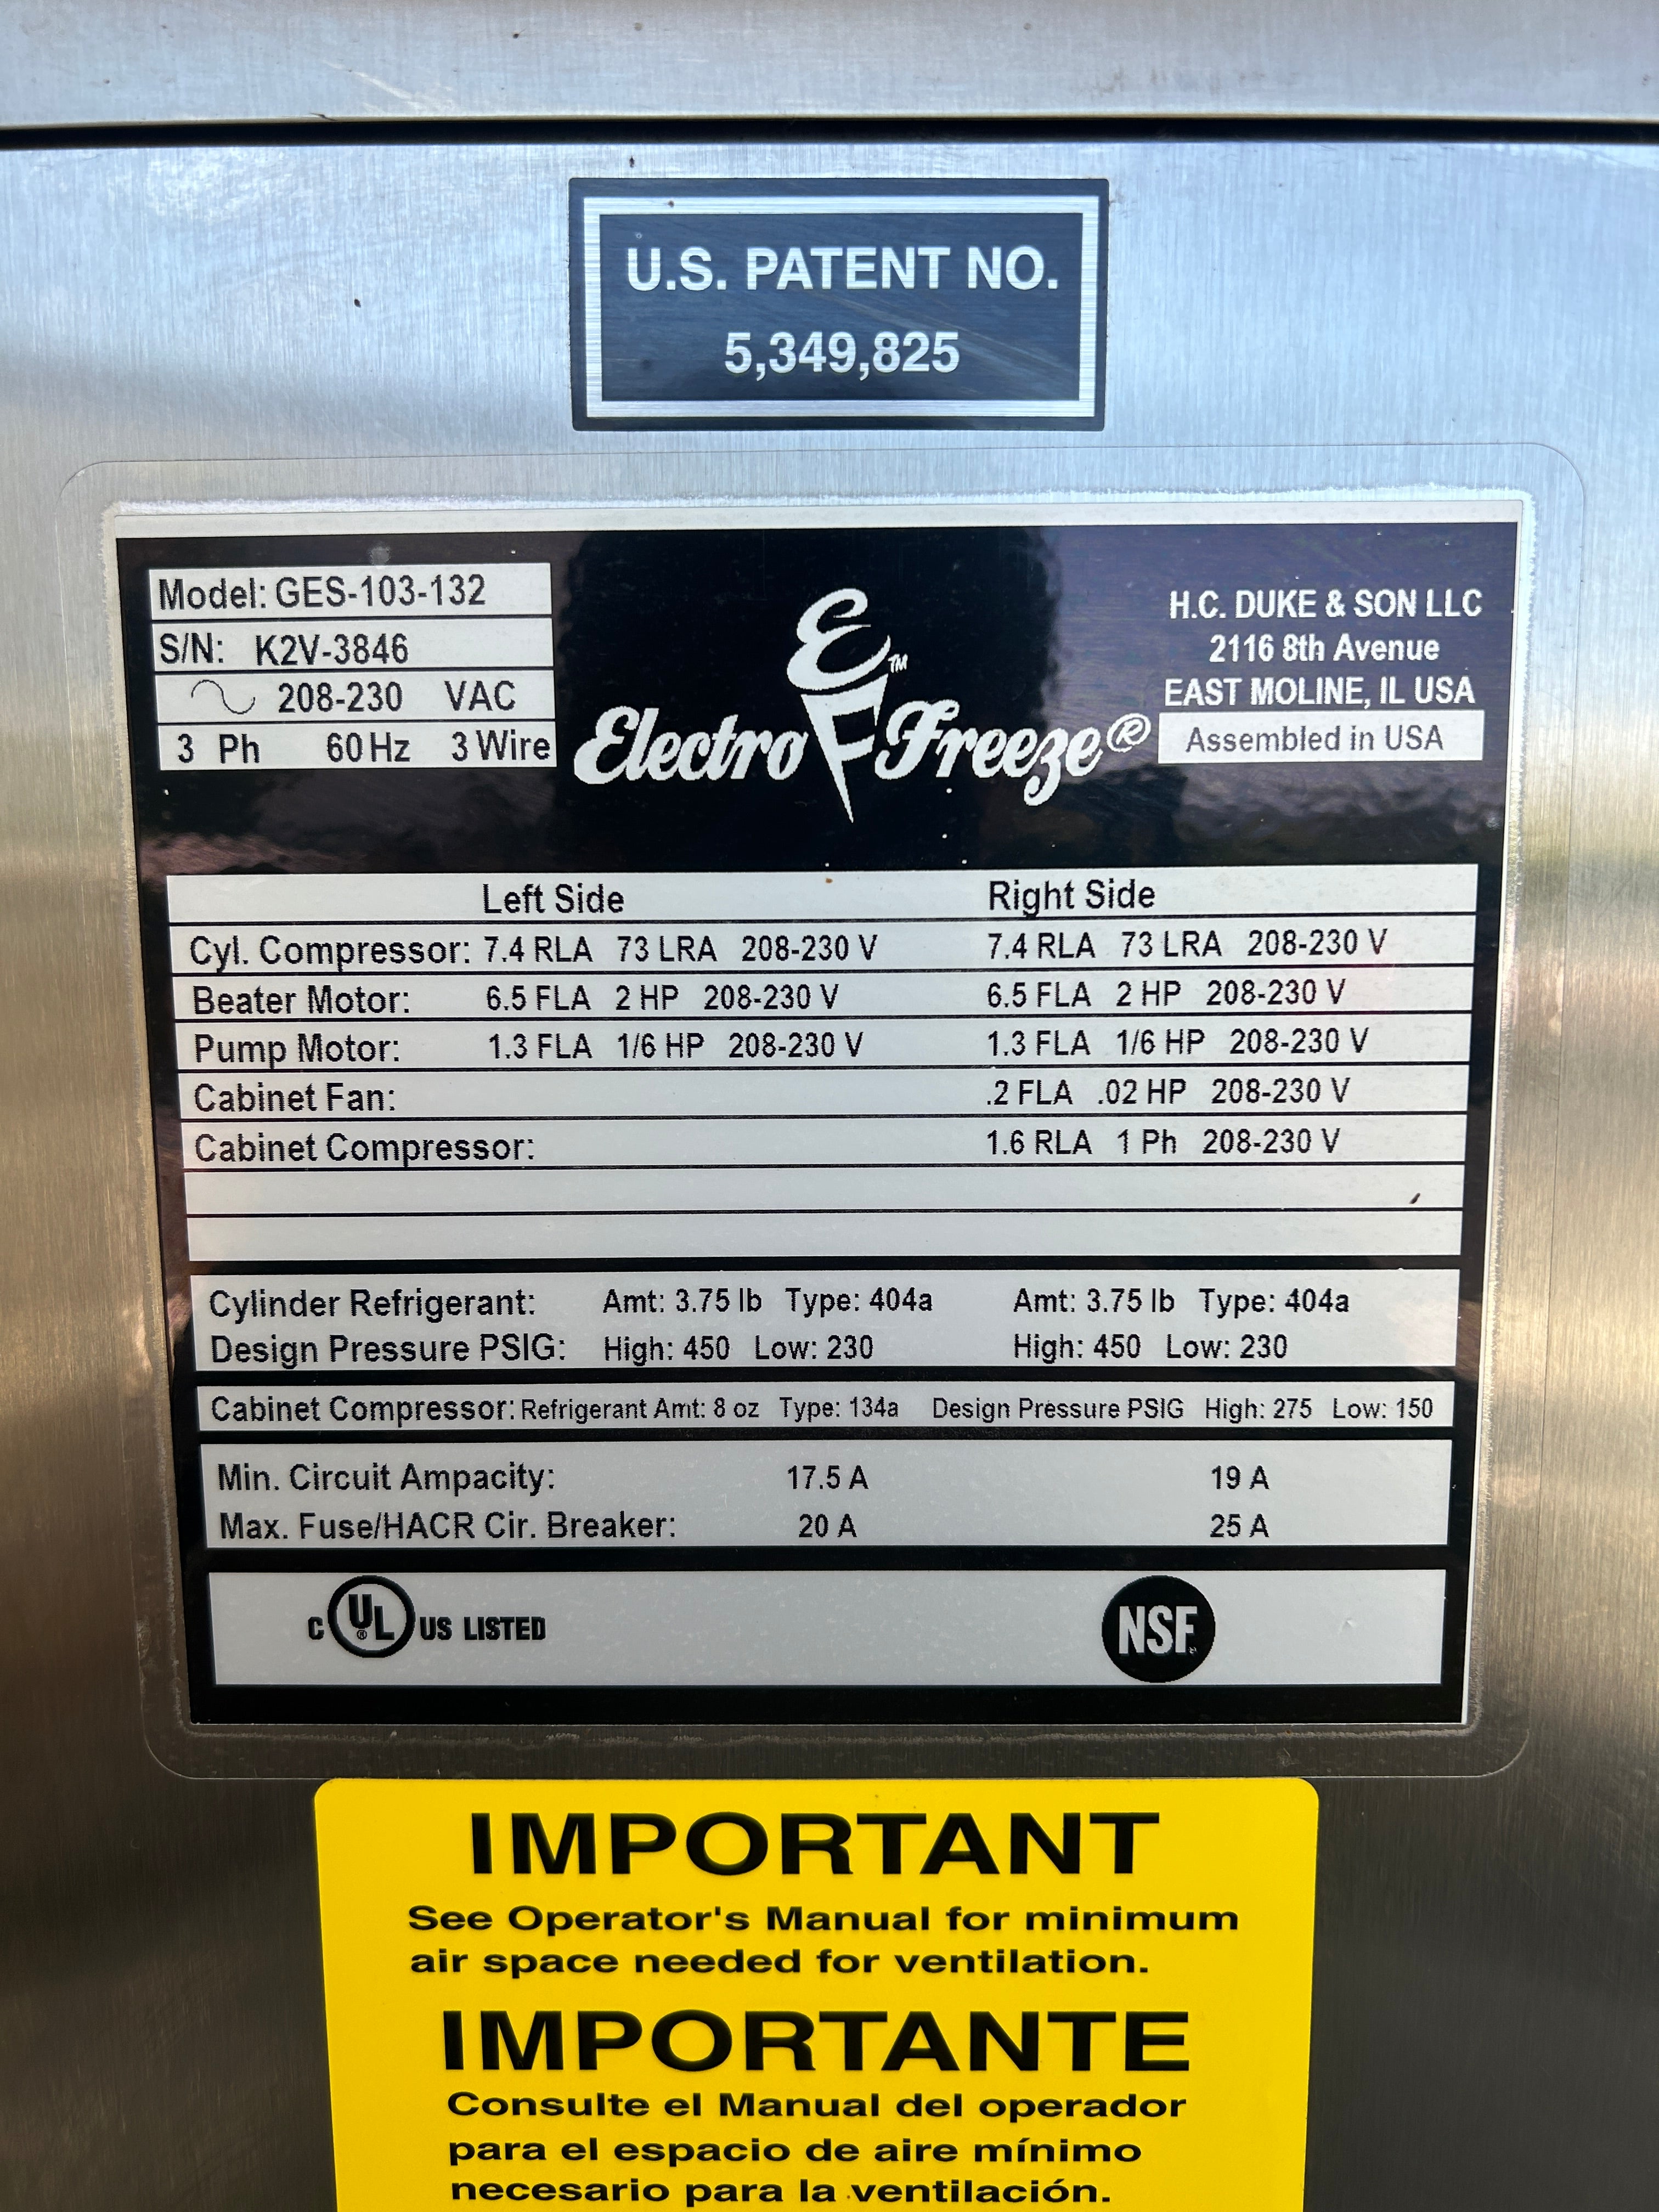 U.S. PATENT NO.
5,349,825
Model: GES-103-132
S/N: K2V-3846
208-230 VAC
3 Ph 60 Hz 3 Wire
E™
F
Electro Freeze®
H.C. DUKE & SON LLC
2116 8th Avenue
EAST MOLINE, IL USA
Assembled in USA
Left Side Right Side
Cyl. Compressor: 7.4 RLA 73 LRA 208-230 V 7.4 RLA 73 LRA 208-230 V
Beater Motor: 6.5 FLA 2 HP 208-230 V 6.5 FLA 2 HP 208-230 V
Pump Motor: 1.3 FLA 1/6 HP 208-230 V 1.3 FLA 1/6 HP 208-230 V
Cabinet Fan: .2 FLA .02 HP 208-230 V
Cabinet Compressor: 1.6 RLA 1 Ph 208-230 V
Cylinder Refrigerant: Amt: 3.75 lb Type: 404a Amt: 3.75 lb Type: 404a
Design Pressure PSIG: High: 450 Low: 230 High: 450 Low: 230
Cabinet Compressor: Refrigerant Amt: 8 oz Type: 134a Design Pressure PSIG High: 275 Low: 150
Min. Circuit Ampacity: 17.5 A 19 A
Max. Fuse/HACR Cir. Breaker: 20 A 25 A
C UL® US LISTED
NSF®
IMPORTANT
See Operator's Manual for minimum
air space needed for ventilation.
IMPORTANTE
Consulte el Manual del operador
para el espacio de aire mínimo
necesario para la ventilación.